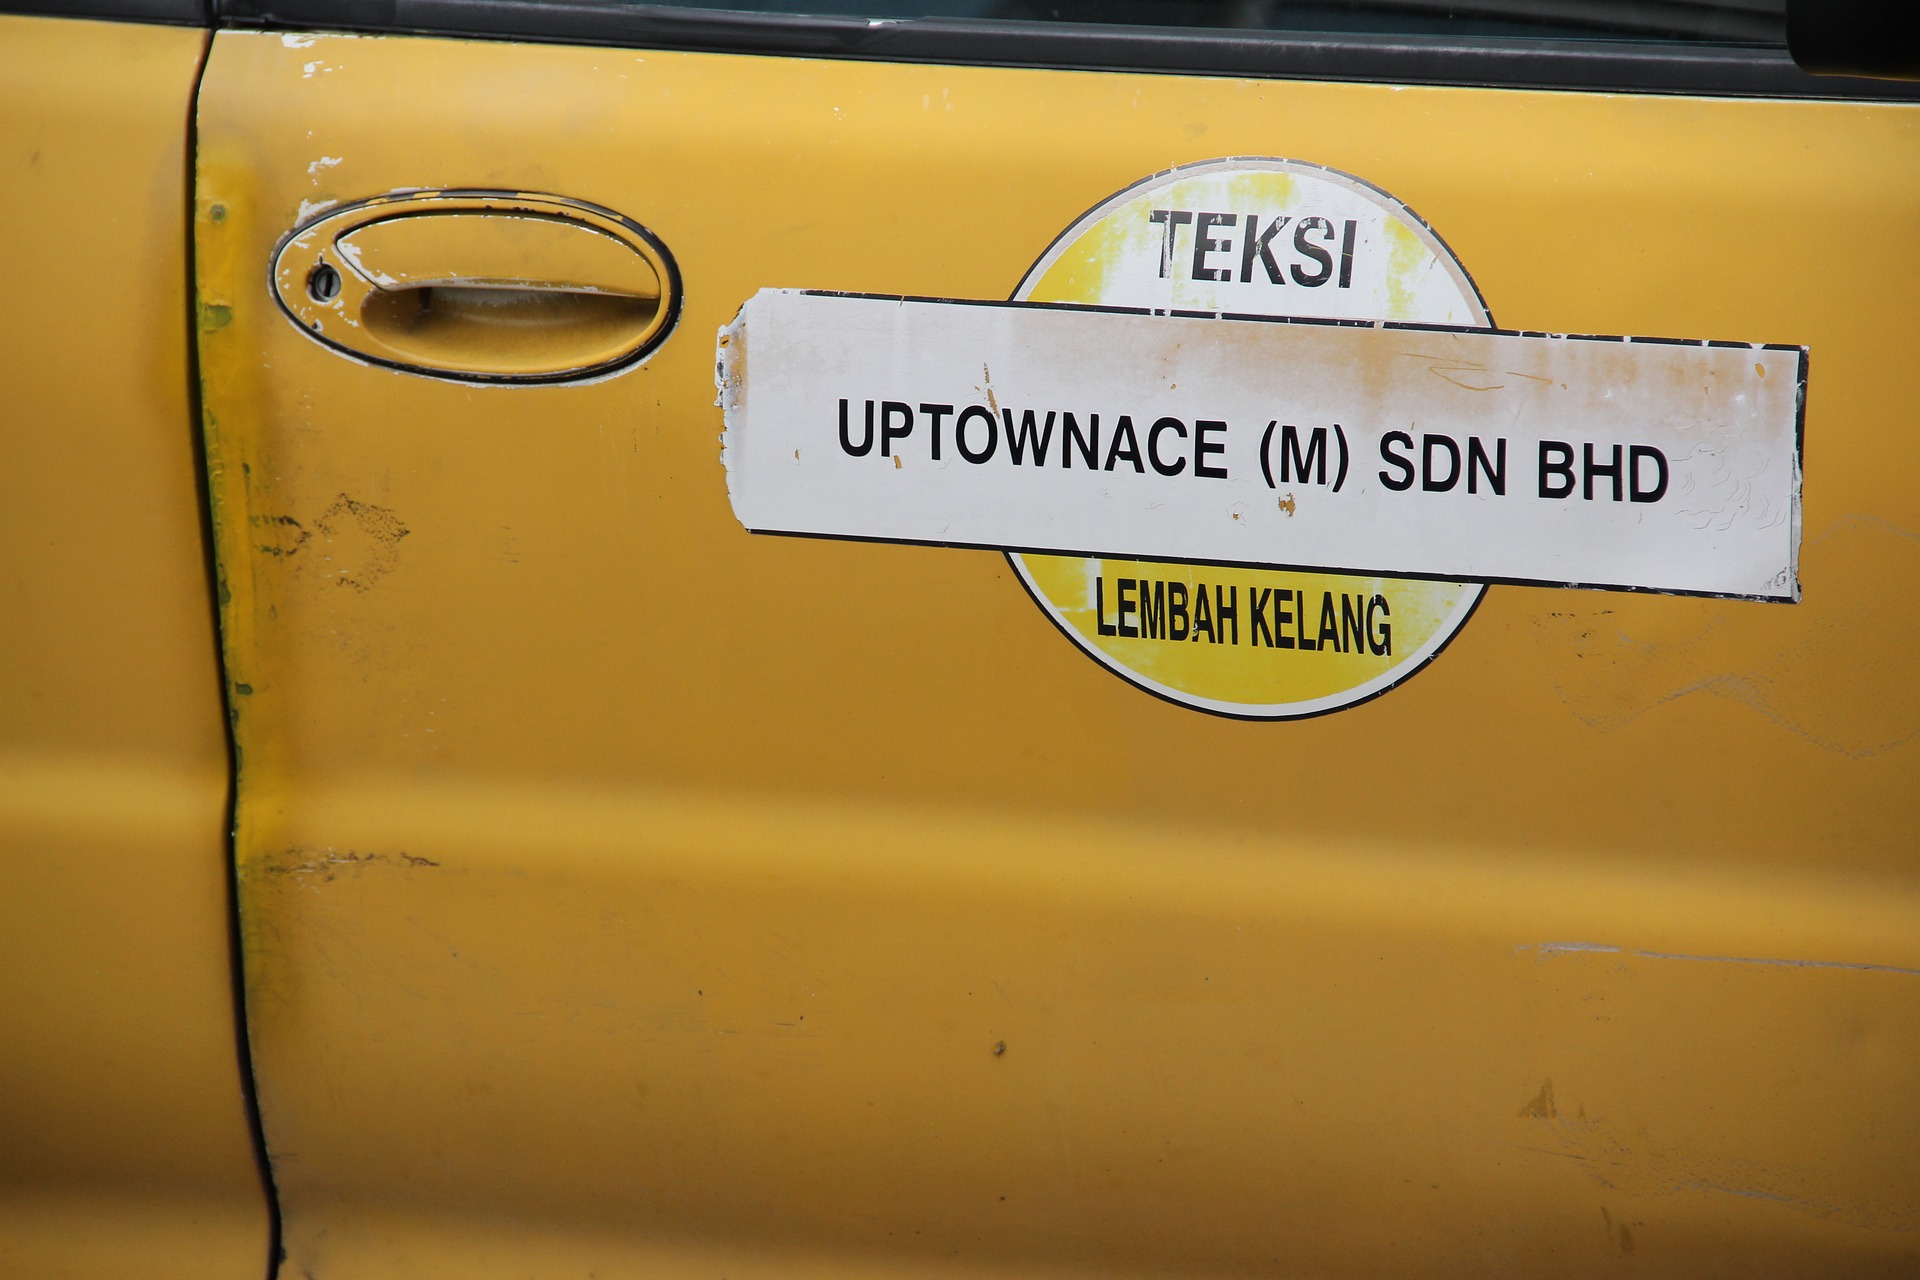 TEKSI
UPTOWNACE (M) SDN BHD
LEMBAH KELANG